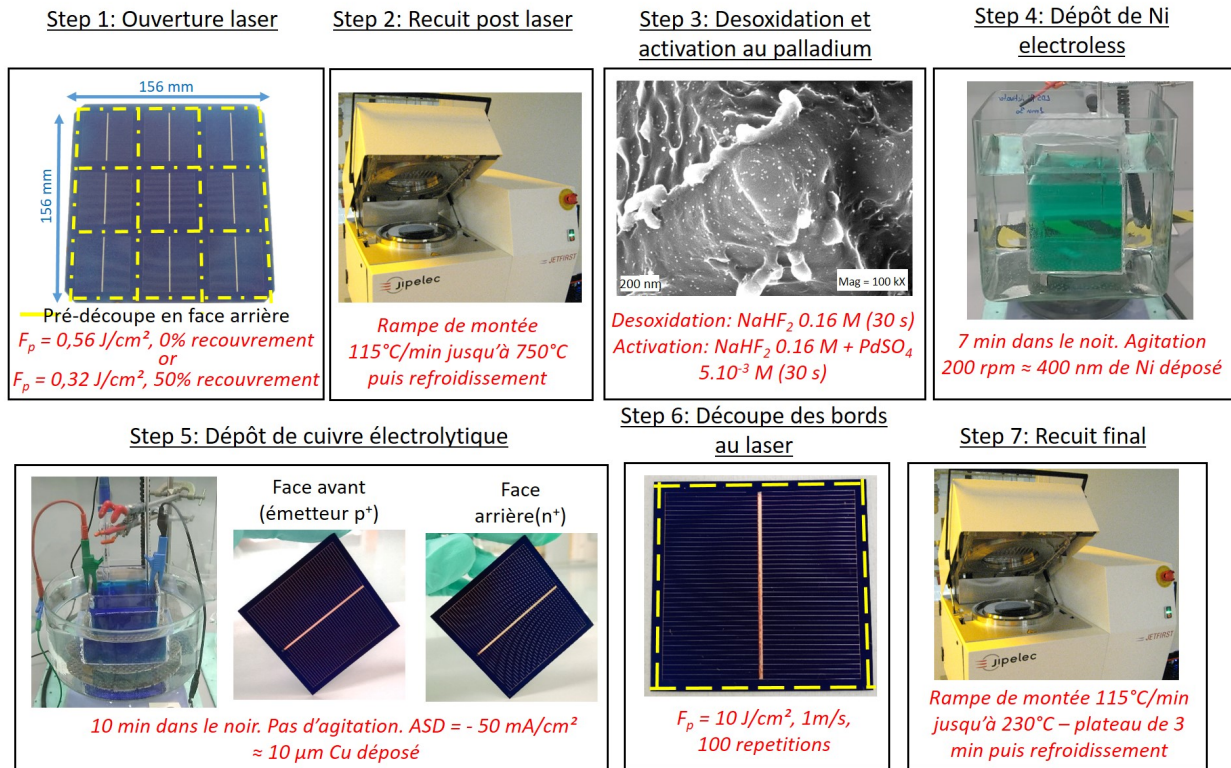 Step 1: Ouverture laser
156 mm
156 mm
Pré-découpe en face arrière
Fp = 0,56 J/cm², 0% recouvrement
or
Fp = 0,32 J/cm², 50% recouvrement
Step 2: Recuit post laser
JETFIRST
Jipelec
Rampe de montée
115°C/min jusqu'à 750°C
puis refroidissement
Step 3: Desoxidation et
activation au palladium
200 nm
Mag = 100 kX
Desoxidation: NaHF₂ 0.16 M (30 s)
Activation: NaHF₂ 0.16 M + PdSO₄
5.10⁻³ M (30 s)
Step 4: Dépôt de Ni
electroless
7 min dans le noit. Agitation
200 rpm ≈ 400 nm de Ni déposé
Step 5: Dépôt de cuivre électrolytique
Face avant
(émetteur p⁺)
Face
arrière(n⁺)
10 min dans le noir. Pas d'agitation. ASD = - 50 mA/cm²
≈ 10 µm Cu déposé
Step 6: Découpe des bords
au laser
Fp = 10 J/cm², 1m/s,
100 repetitions
Step 7: Recuit final
JETFIRST
Jipelec
Rampe de montée 115°C/min
jusqu'à 230°C – plateau de 3
min puis refroidissement